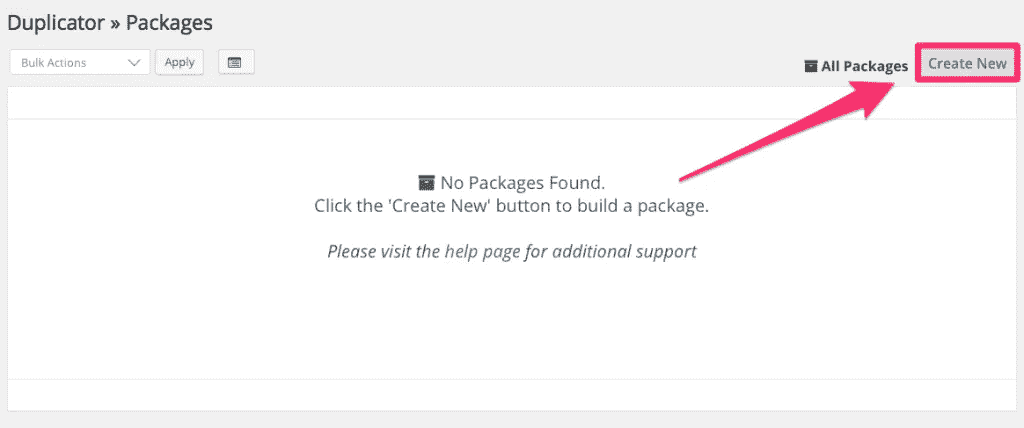 Duplicator » Packages
Bulk Actions Apply All Packages Create New
No Packages Found.
Click the 'Create New' button to build a package.
Please visit the help page for additional support